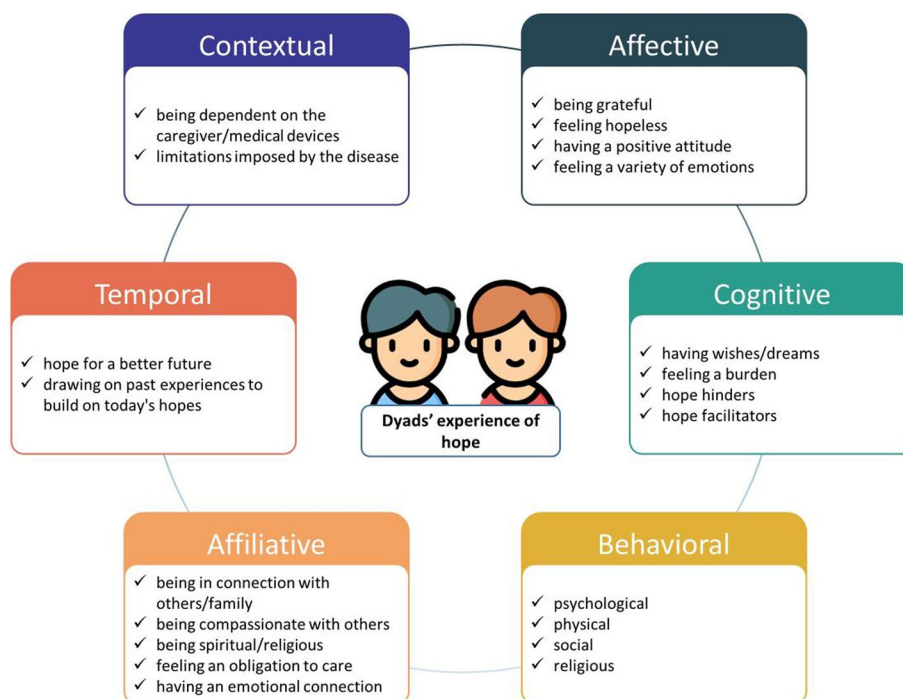 Contextual
✓ being dependent on the
caregiver/medical devices
✓ limitations imposed by the disease
Affective
✓ being grateful
✓ feeling hopeless
✓ having a positive attitude
✓ feeling a variety of emotions
Temporal
✓ hope for a better future
✓ drawing on past experiences to
build on today's hopes
Dyads' experience of
hope
Cognitive
✓ having wishes/dreams
✓ feeling a burden
✓ hope hinders
✓ hope facilitators
Affiliative
✓ being in connection with
others/family
✓ being compassionate with others
✓ being spiritual/religious
✓ feeling an obligation to care
✓ having an emotional connection
Behavioral
✓ psychological
✓ physical
✓ social
✓ religious